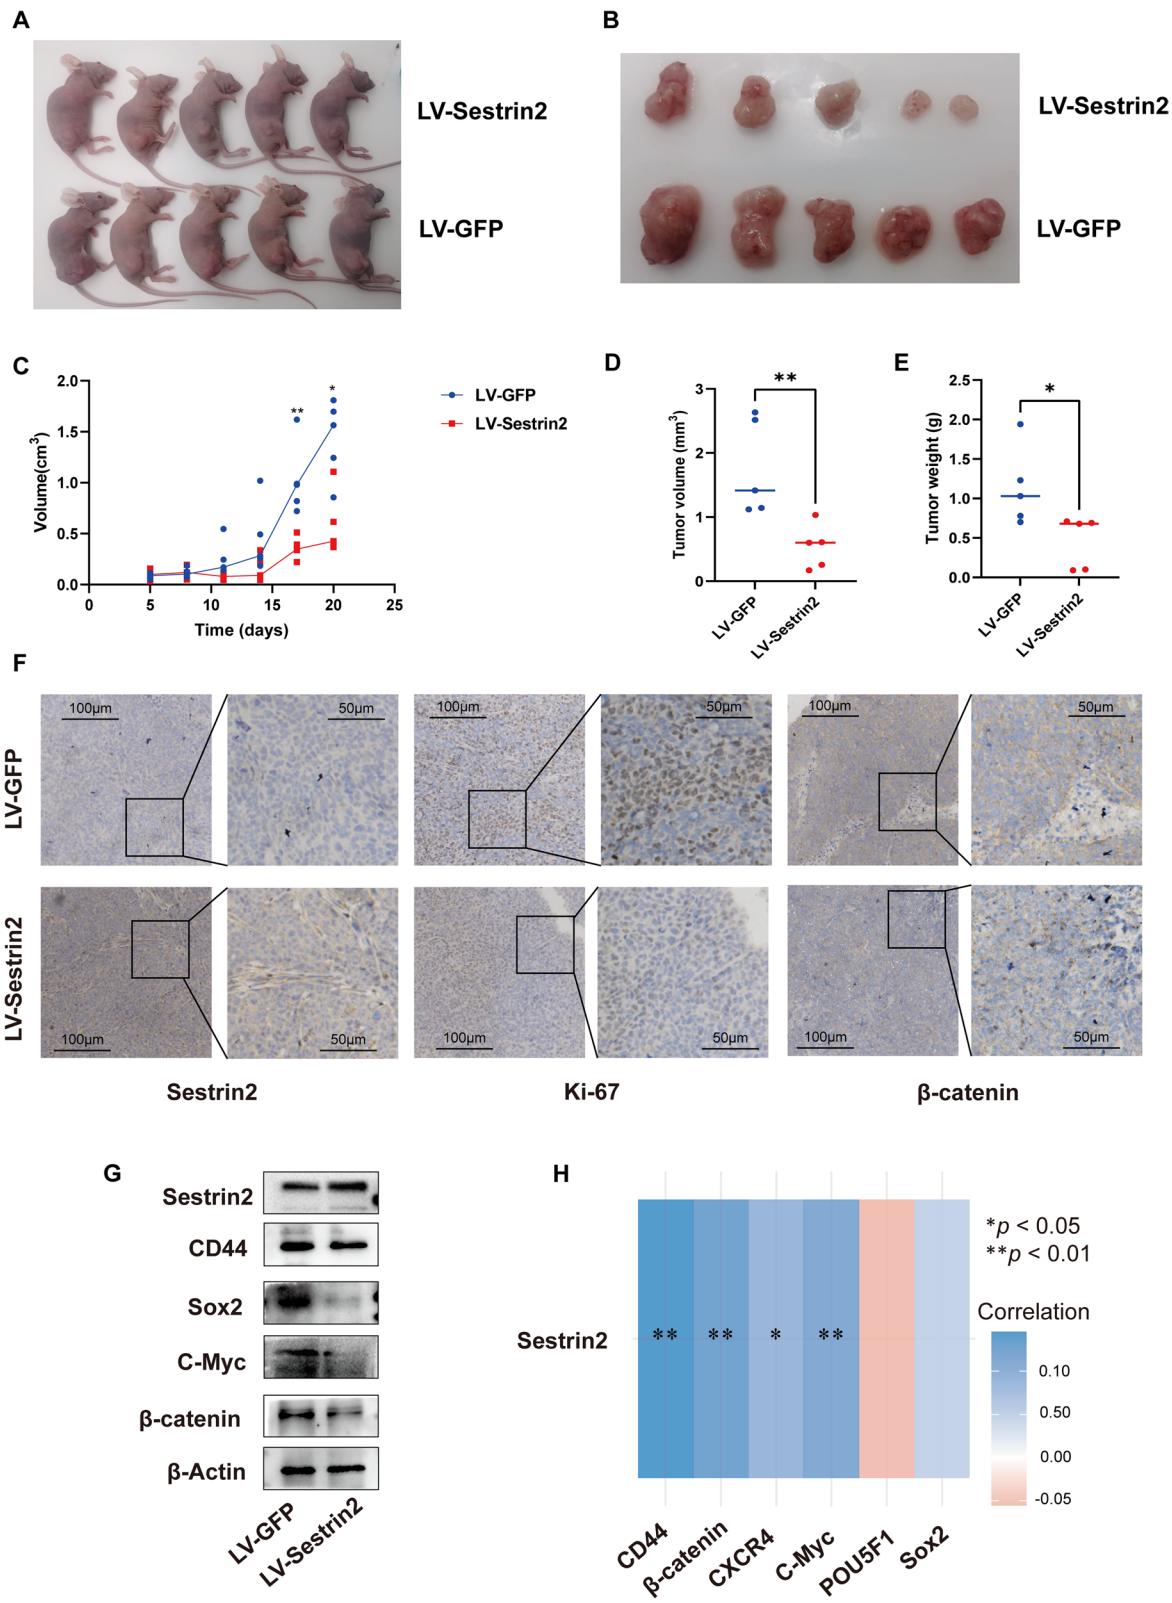 A
B
LV-Sestrin2
LV-GFP
LV-Sestrin2
LV-GFP
C
2.0
1.5
1.0
0.5
0.0
0
5
10
15
20
25
Volume(cm³)
Time (days)
**
*
LV-GFP
LV-Sestrin2
D
3
2
1
0
Tumor volume (mm³)
**
LV-GFP
LV-Sestrin2
E
2.5
2.0
1.5
1.0
0.5
0.0
Tumor weight (g)
*
LV-GFP
LV-Sestrin2
F
LV-GFP
100μm
50μm
100μm
50μm
100μm
50μm
LV-Sestrin2
100μm
50μm
100μm
50μm
100μm
50μm
Sestrin2
Ki-67
β-catenin
G
Sestrin2
CD44
Sox2
C-Myc
β-catenin
β-Actin
LV-GFP
LV-Sestrin2
H
Sestrin2
**
**
*
**
CD44
β-catenin
CXCR4
C-Myc
POU5F1
Sox2
*p < 0.05
**p < 0.01
Correlation
0.10
0.50
0.00
-0.05